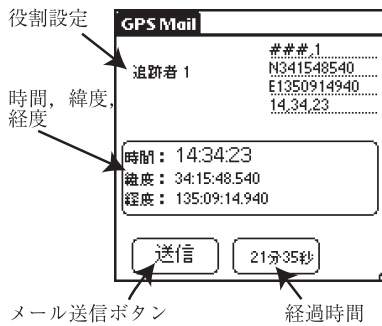 役割設定
GPS Mail
追跡者 1
###,1
N341548540
E1350914940
14,34,23
時間, 緯度,
経度
時間： 14:34:23
緯度： 34:15:48.540
経度： 135:09:14.940
送信
21分35秒
メール送信ボタン
経過時間